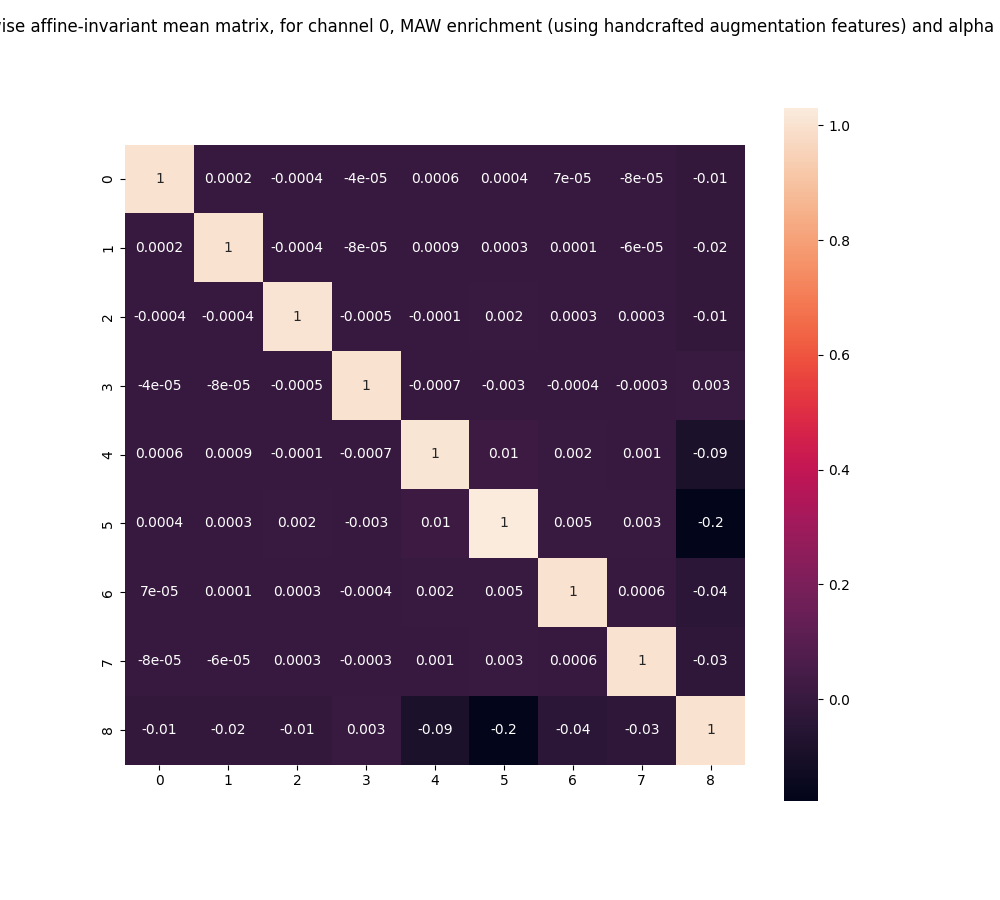 ise affine-invariant mean matrix, for channel 0, MAW enrichment (using handcrafted augmentation features) and alpha
1.0
0 1 0.0002 -0.0004 -4e-05 0.0006 0.0004 7e-05 -8e-05 -0.01
0.8
1 0.0002 1 -0.0004 -8e-05 0.0009 0.0003 0.0001 -6e-05 -0.02
2 -0.0004 -0.0004 1 -0.0005 -0.0001 0.002 0.0003 0.0003 -0.01
0.6
3 -4e-05 -8e-05 -0.0005 1 -0.0007 -0.003 -0.0004 -0.0003 0.003
4 0.0006 0.0009 -0.0001 -0.0007 1 0.01 0.002 0.001 -0.09
0.4
5 0.0004 0.0003 0.002 -0.003 0.01 1 0.005 0.003 -0.2
0.2
6 7e-05 0.0001 0.0003 -0.0004 0.002 0.005 1 0.0006 -0.04
7 -8e-05 -6e-05 0.0003 -0.0003 0.001 0.003 0.0006 1 -0.03
0.0
8 -0.01 -0.02 -0.01 0.003 -0.09 -0.2 -0.04 -0.03 1
0 1 2 3 4 5 6 7 8